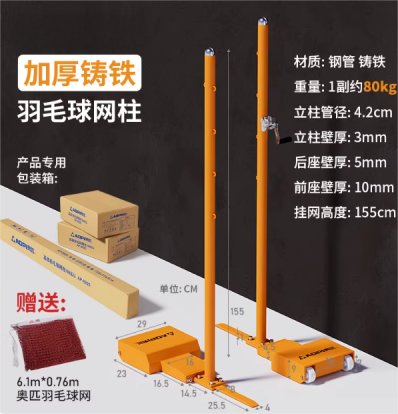 加厚铸铁
羽毛球网柱
产品专用
包装箱:
材质: 钢管 铸铁
重量: 1副约80kg
立柱管径: 4.2cm
立柱壁厚: 3mm
后座壁厚: 5mm
前座壁厚: 10mm
挂网高度: 155cm
单位: CM
155
29
23
16.5
14.5
16
25.5
4
赠送:
6.1m*0.76m
奥匹羽毛球网